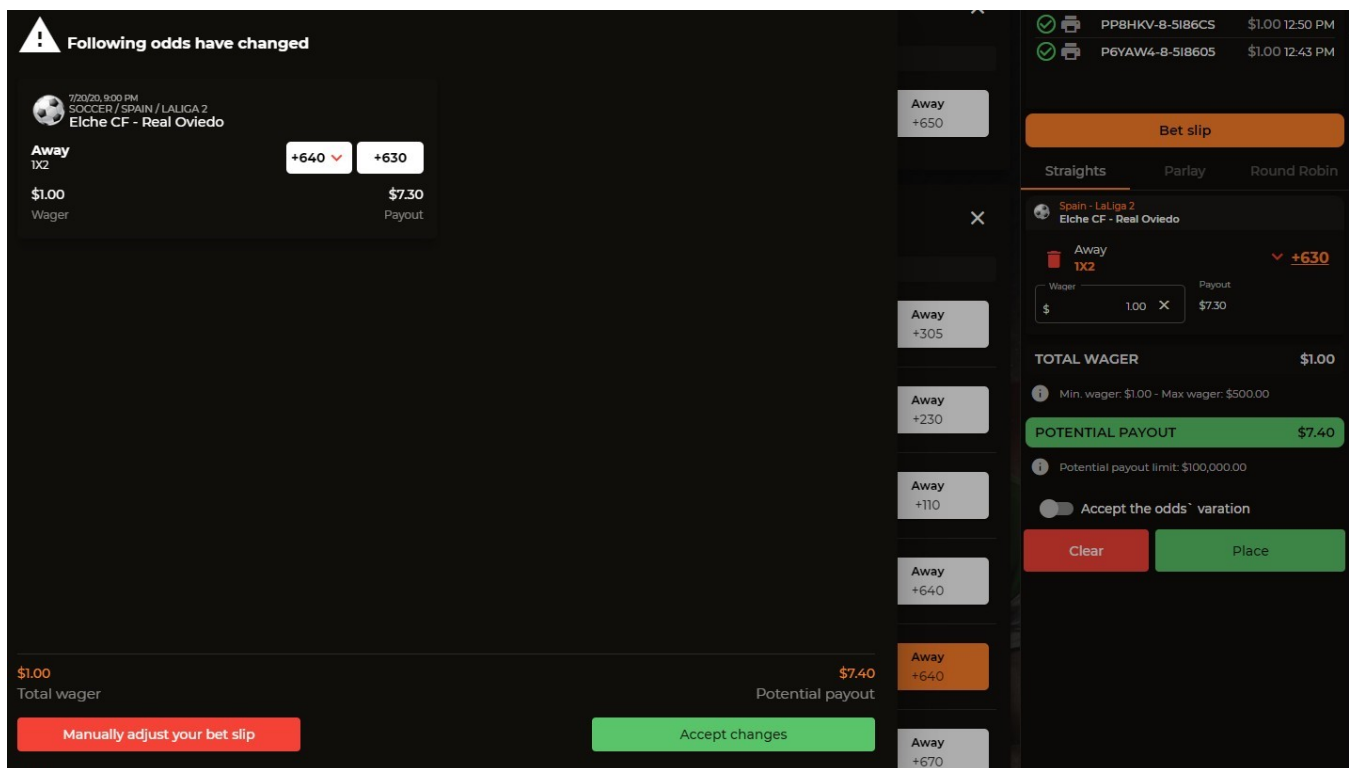 Following odds have changed
7/20/20, 9:00 PM
SOCCER / SPAIN / LALIGA 2
Elche CF - Real Oviedo
Away
1X2
+640 +630
$1.00 $7.30
Wager Payout
$1.00 $7.40
Total wager Potential payout
Manually adjust your bet slip Accept changes
Away
+650
Away
+305
Away
+230
Away
+110
Away
+640
Away
+640
Away
+670
PP8HKV-8-5I86CS $1.00 12:50 PM
P6YAW4-8-5I8605 $1.00 12:43 PM
Bet slip
Straights Parlay Round Robin
Spain - LaLiga 2
Elche CF - Real Oviedo
Away
1X2
+630
Wager Payout
$ 1.00 $7.30
TOTAL WAGER $1.00
Min. wager: $1.00 - Max wager: $500.00
POTENTIAL PAYOUT $7.40
Potential payout limit: $100,000.00
Accept the odds` varation
Clear Place